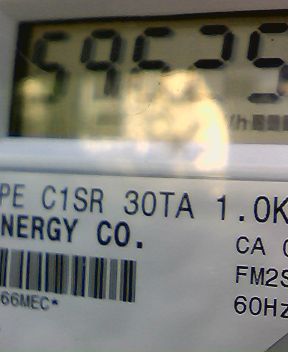 59525
/h
PE C1SR 30TA 1.0K
NERGY CO.
CA
FM2S
66MEC*
60Hz